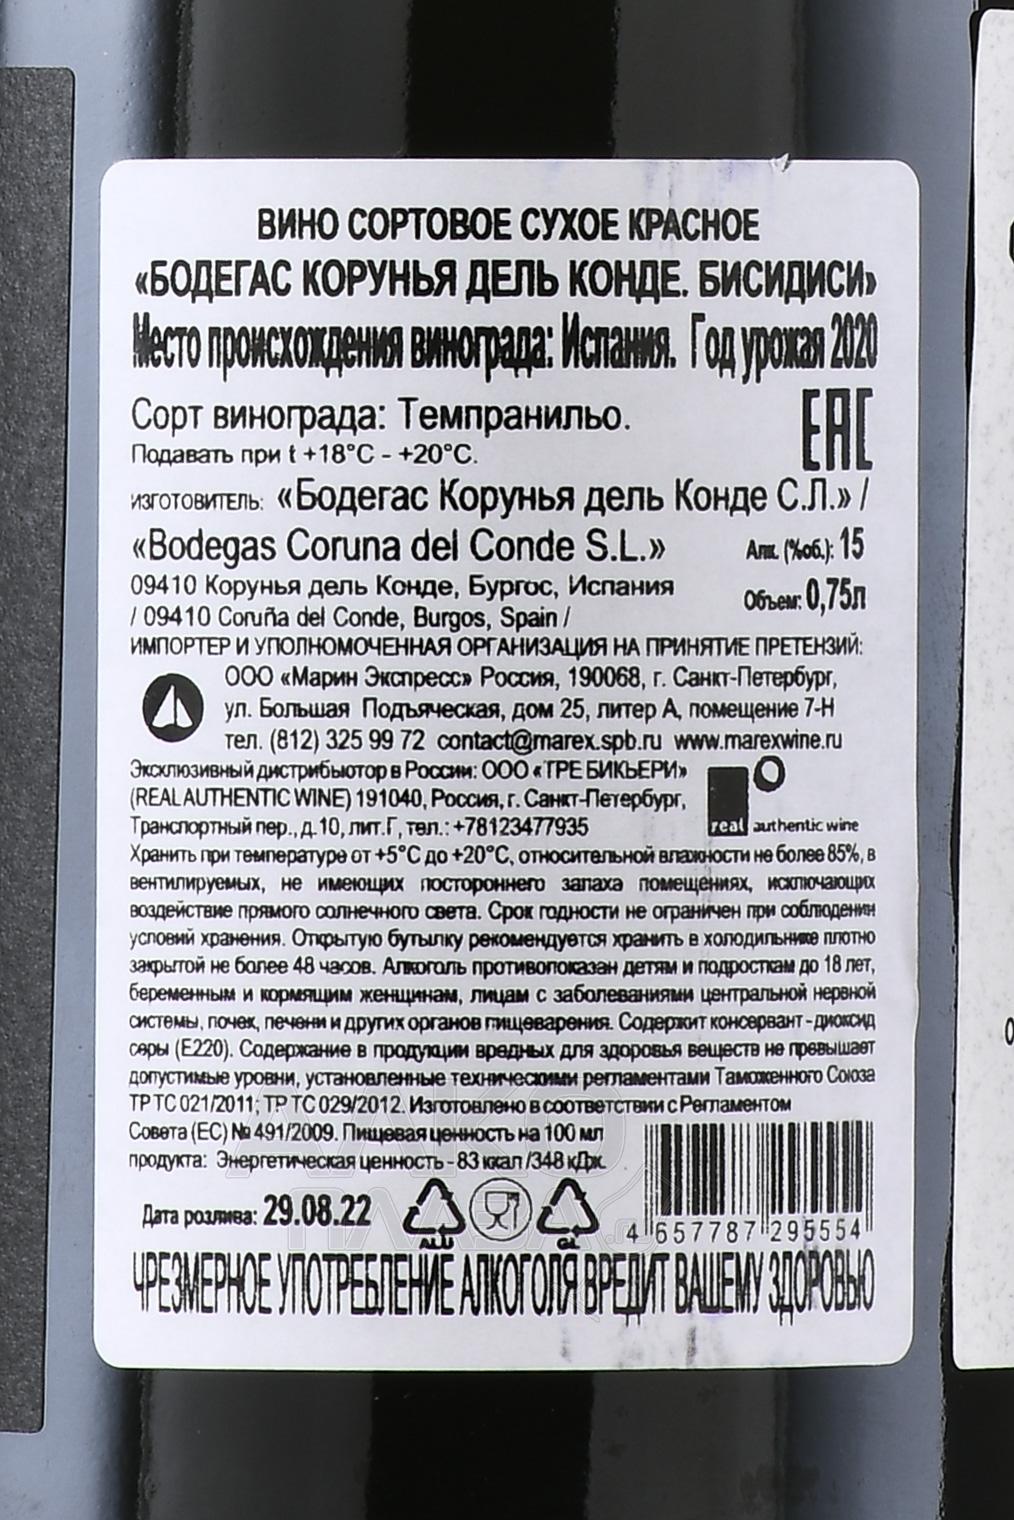 ВИНО СОРТОВОЕ СУХОЕ КРАСНОЕ
«БОДЕГАС КОРУНЬЯ ДЕЛЬ КОНДЕ. БИСИДИСИ»
Место происхождения винограда: Испания. Год урожая 2020
Сорт винограда: Темпранильо.
Подавать при t +18°C - +20°C.
EAC
ИЗГОТОВИТЕЛЬ: «Бодегас Корунья дель Конде С.Л.» /
«Bodegas Coruna del Conde S.L.»
Алк. (%об.): 15
09410 Корунья дель Конде, Бургос, Испания
/ 09410 Coruña del Conde, Burgos, Spain /
Объем: 0,75л
ИМПОРТЕР И УПОЛНОМОЧЕННАЯ ОРГАНИЗАЦИЯ НА ПРИНЯТИЕ ПРЕТЕНЗИЙ:
ООО «Марин Экспресс» Россия, 190068, г. Санкт-Петербург,
ул. Большая Подъяческая, дом 25, литер А, помещение 7-Н
тел. (812) 325 99 72 contact@marex.spb.ru www.marexwine.ru
Эксклюзивный дистрибьютор в России: ООО «ТРЕ БИКЬЕРИ»
(REAL AUTHENTIC WINE) 191040, Россия, г. Санкт-Петербург,
Транспортный пер., д.10, лит.Г, тел.: +78123477935
real authentic wine
Хранить при температуре от +5°C до +20°C, относительной влажности не более 85%, в
вентилируемых, не имеющих постороннего запаха помещениях, исключающих
воздействие прямого солнечного света. Срок годности не ограничен при соблюдении
условий хранения. Открытую бутылку рекомендуется хранить в холодильнике плотно
закрытой не более 48 часов. Алкоголь противопоказан детям и подросткам до 18 лет,
беременным и кормящим женщинам, лицам с заболеваниями центральной нервной
системы, почек, печени и других органов пищеварения. Содержит консервант - диоксид
серы (Е220). Содержание в продукции вредных для здоровья веществ не превышает
допустимые уровни, установленные техническими регламентами Таможенного Союза
ТР ТС 021/2011; ТР ТС 029/2012. Изготовлено в соответствии с Регламентом
Совета (ЕС) № 491/2009. Пищевая ценность на 100 мл
продукта: Энергетическая ценность - 83 ккал /348 кДж.
Дата розлива: 29.08.22
ALU
GL
4 657787 295554
ЧРЕЗМЕРНОЕ УПОТРЕБЛЕНИЕ АЛКОГОЛЯ ВРЕДИТ ВАШЕМУ ЗДОРОВЬЮ